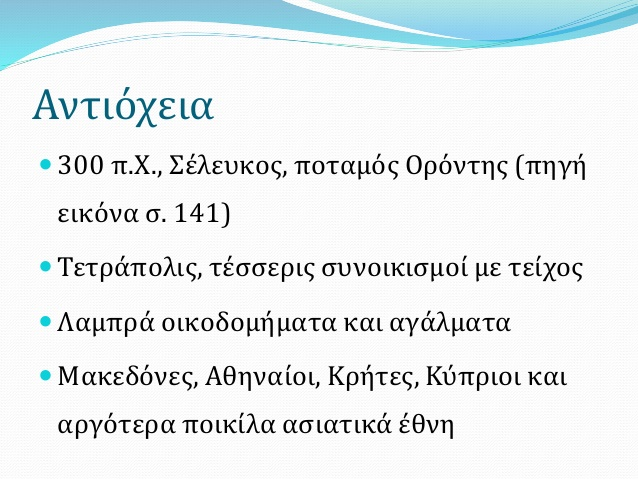 Αντιόχεια
300 π.Χ., Σέλευκος, ποταμός Ορόντης (πηγή
εικόνα σ. 141)
Τετράπολις, τέσσερις συνοικισμοί με τείχος
Λαμπρά οικοδομήματα και αγάλματα
Μακεδόνες, Αθηναίοι, Κρήτες, Κύπριοι και
αργότερα ποικίλα ασιατικά έθνη